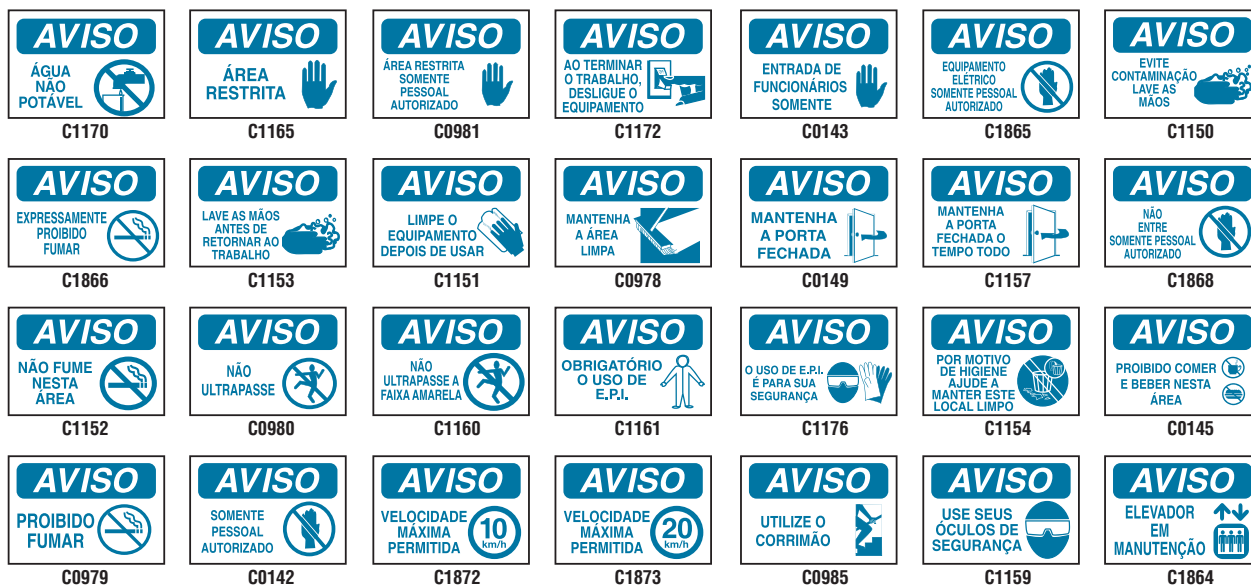 AVISO
ÁGUA
NÃO
POTÁVEL
C1170
AVISO
ÁREA
RESTRITA
C1165
AVISO
ÁREA RESTRITA
SOMENTE
PESSOAL
AUTORIZADO
C0981
AVISO
AO TERMINAR
O TRABALHO,
DESLIGUE O
EQUIPAMENTO
C1172
AVISO
ENTRADA DE
FUNCIONÁRIOS
SOMENTE
C0143
AVISO
EQUIPAMENTO
ELÉTRICO
SOMENTE PESSOAL
AUTORIZADO
C1865
AVISO
EVITE
CONTAMINAÇÃO
LAVE AS
MÃOS
C1150
AVISO
EXPRESSAMENTE
PROIBIDO
FUMAR
C1866
AVISO
LAVE AS MÃOS
ANTES DE
RETORNAR AO
TRABALHO
C1153
AVISO
LIMPE O
EQUIPAMENTO
DEPOIS DE USAR
C1151
AVISO
MANTENHA
A ÁREA
LIMPA
C0978
AVISO
MANTENHA
A PORTA
FECHADA
C0149
AVISO
MANTENHA
A PORTA
FECHADA O
TEMPO TODO
C1157
AVISO
NÃO
ENTRE
SOMENTE PESSOAL
AUTORIZADO
C1868
AVISO
NÃO FUME
NESTA
ÁREA
C1152
AVISO
NÃO
ULTRAPASSE
C0980
AVISO
NÃO
ULTRAPASSE A
FAIXA AMARELA
C1160
AVISO
OBRIGATÓRIO
O USO DE
E.P.I.
C1161
AVISO
O USO DE E.P.I.
É PARA SUA
SEGURANÇA
C1176
AVISO
POR MOTIVO
DE HIGIENE
AJUDE A
MANTER ESTE
LOCAL LIMPO
C1154
AVISO
PROIBIDO COMER
E BEBER NESTA
ÁREA
C0145
AVISO
PROIBIDO
FUMAR
C0979
AVISO
SOMENTE
PESSOAL
AUTORIZADO
C0142
AVISO
VELOCIDADE
MÁXIMA
PERMITIDA
10
km/h
C1872
AVISO
VELOCIDADE
MÁXIMA
PERMITIDA
20
km/h
C1873
AVISO
UTILIZE O
CORRIMÃO
C0985
AVISO
USE SEUS
ÓCULOS DE
SEGURANÇA
C1159
AVISO
ELEVADOR
EM
MANUTENÇÃO
C1864